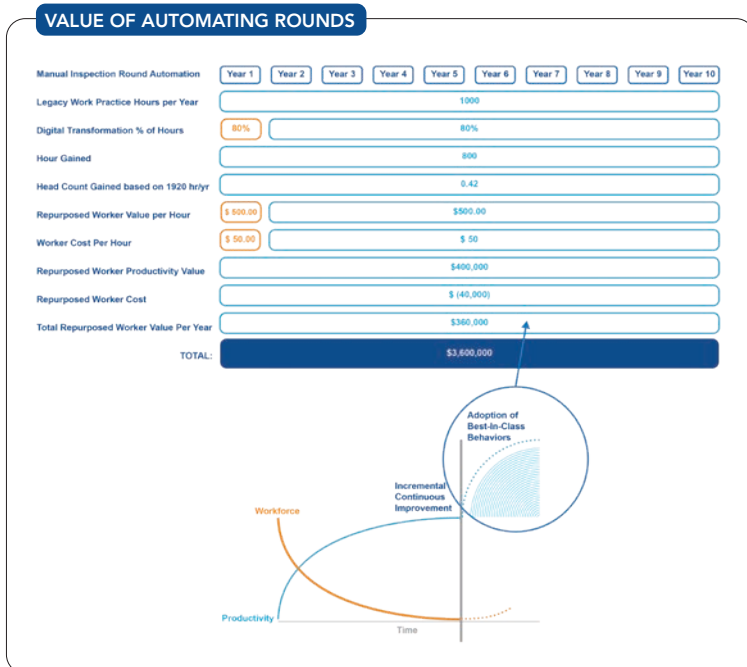 VALUE OF AUTOMATING ROUNDS
Manual Inspection Round Automation Year 1 Year 2 Year 3 Year 4 Year 5 Year 6 Year 7 Year 8 Year 9 Year 10
Legacy Work Practice Hours per Year 1000
Digital Transformation % of Hours 80% 80%
Hour Gained 800
Head Count Gained based on 1920 hr/yr 0.42
Repurposed Worker Value per Hour $ 500.00 $500.00
Worker Cost Per Hour $ 50.00 $ 50
Repurposed Worker Productivity Value $400,000
Repurposed Worker Cost $ (40,000)
Total Repurposed Worker Value Per Year $360,000
TOTAL: $3,600,000
Adoption of
Best-In-Class
Behaviors
Incremental
Continuous
Improvement
Workforce
Productivity
Time